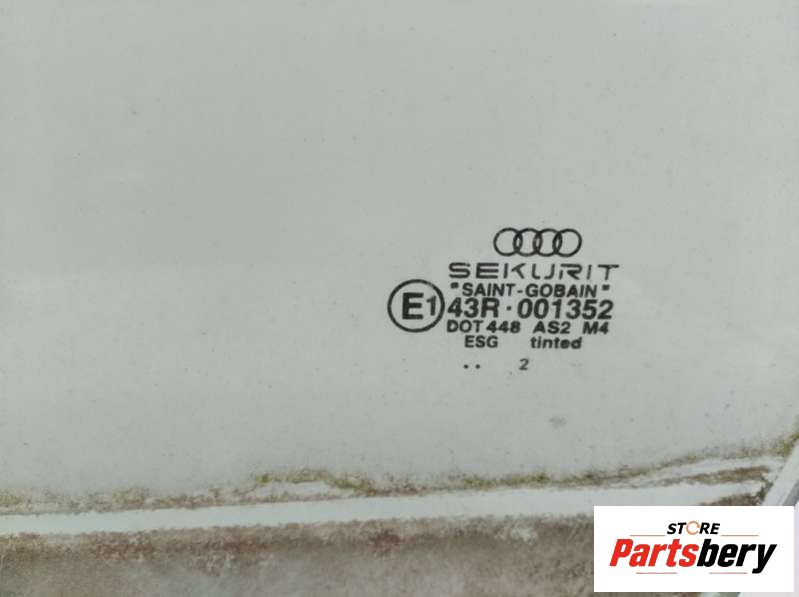 SEKURIT
"SAINT-GOBAIN"
E1 43R·001352
DOT 448 AS2 M4
ESG tinted
.. 2
STORE
Partsbery